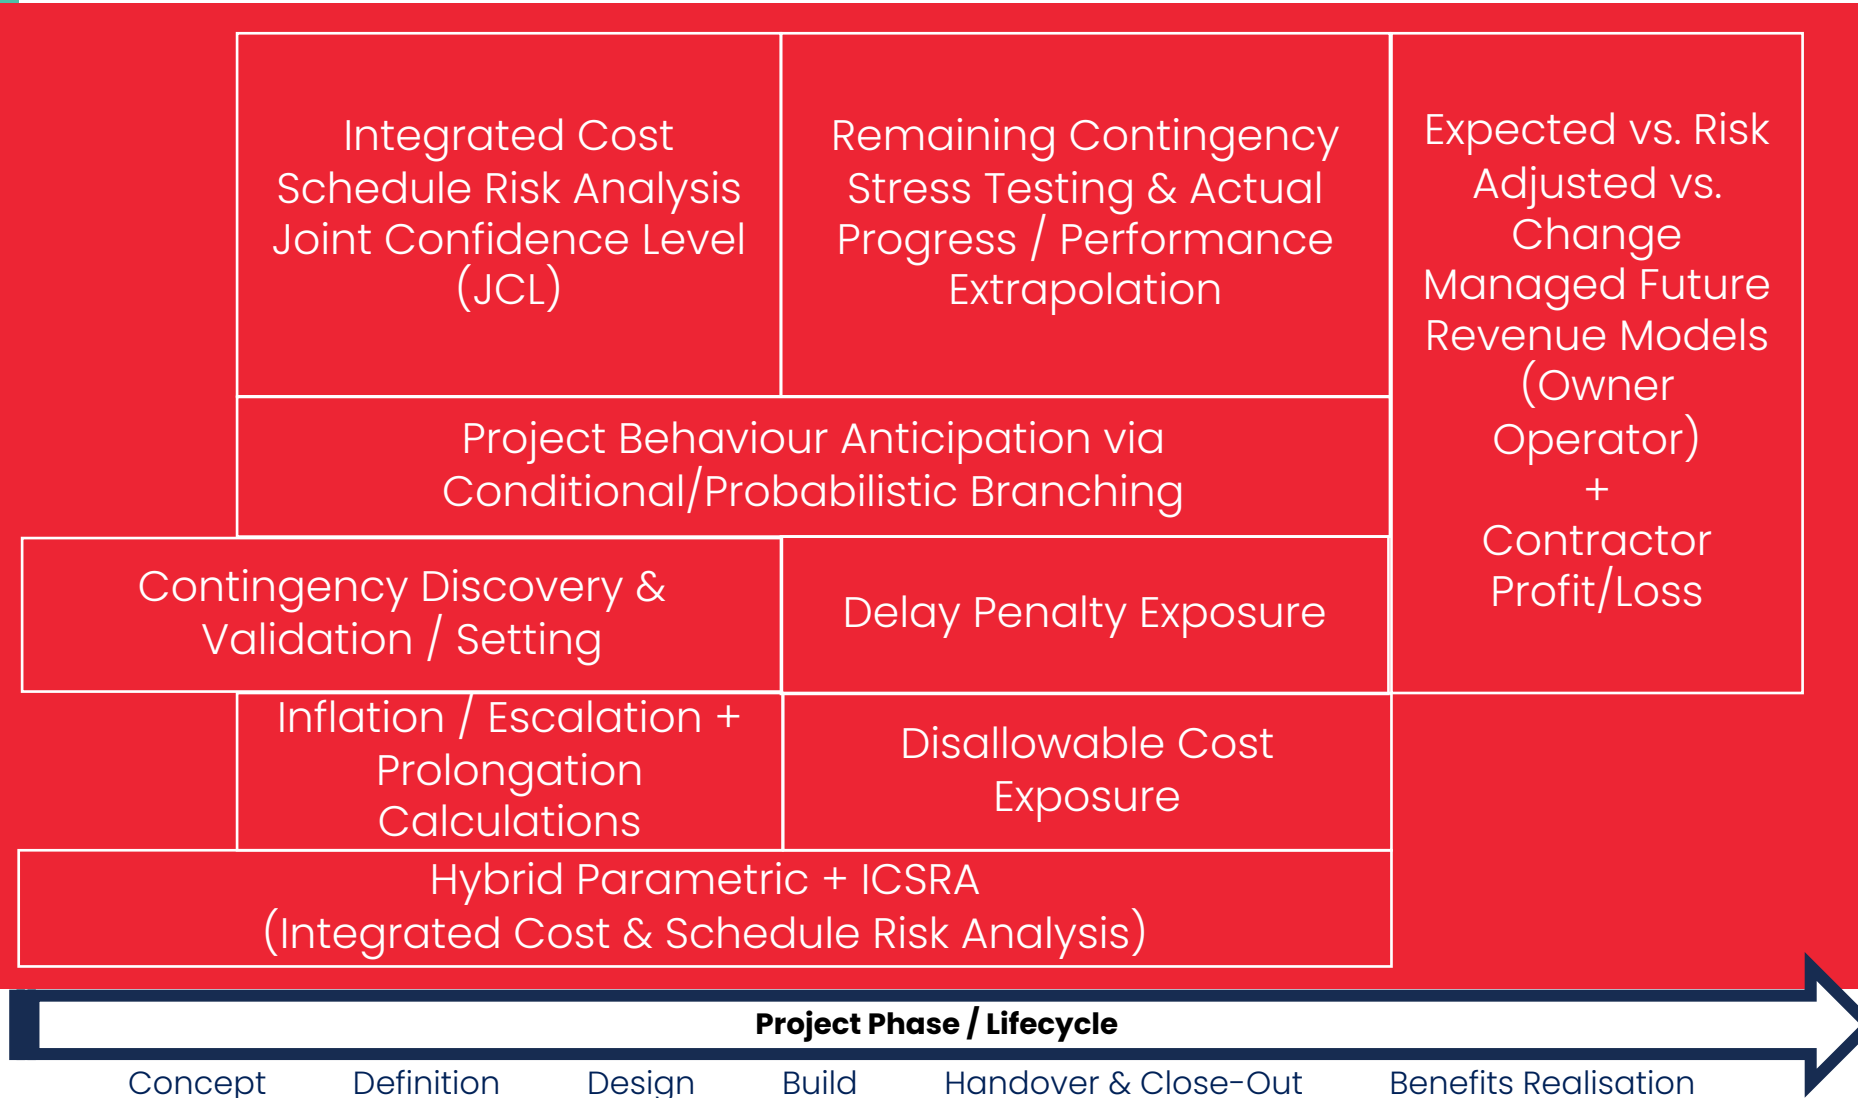 Integrated Cost
Schedule Risk Analysis
Joint Confidence Level
(JCL)
Remaining Contingency
Stress Testing & Actual
Progress / Performance
Extrapolation
Expected vs. Risk
Adjusted vs.
Change
Managed Future
Revenue Models
(Owner
Operator)
+
Contractor
Profit/Loss
Project Behaviour Anticipation via
Conditional/Probabilistic Branching
Contingency Discovery &
Validation / Setting
Delay Penalty Exposure
Inflation / Escalation +
Prolongation
Calculations
Disallowable Cost
Exposure
Hybrid Parametric + ICSRA
(Integrated Cost & Schedule Risk Analysis)
Project Phase / Lifecycle
Concept Definition Design Build Handover & Close-Out Benefits Realisation